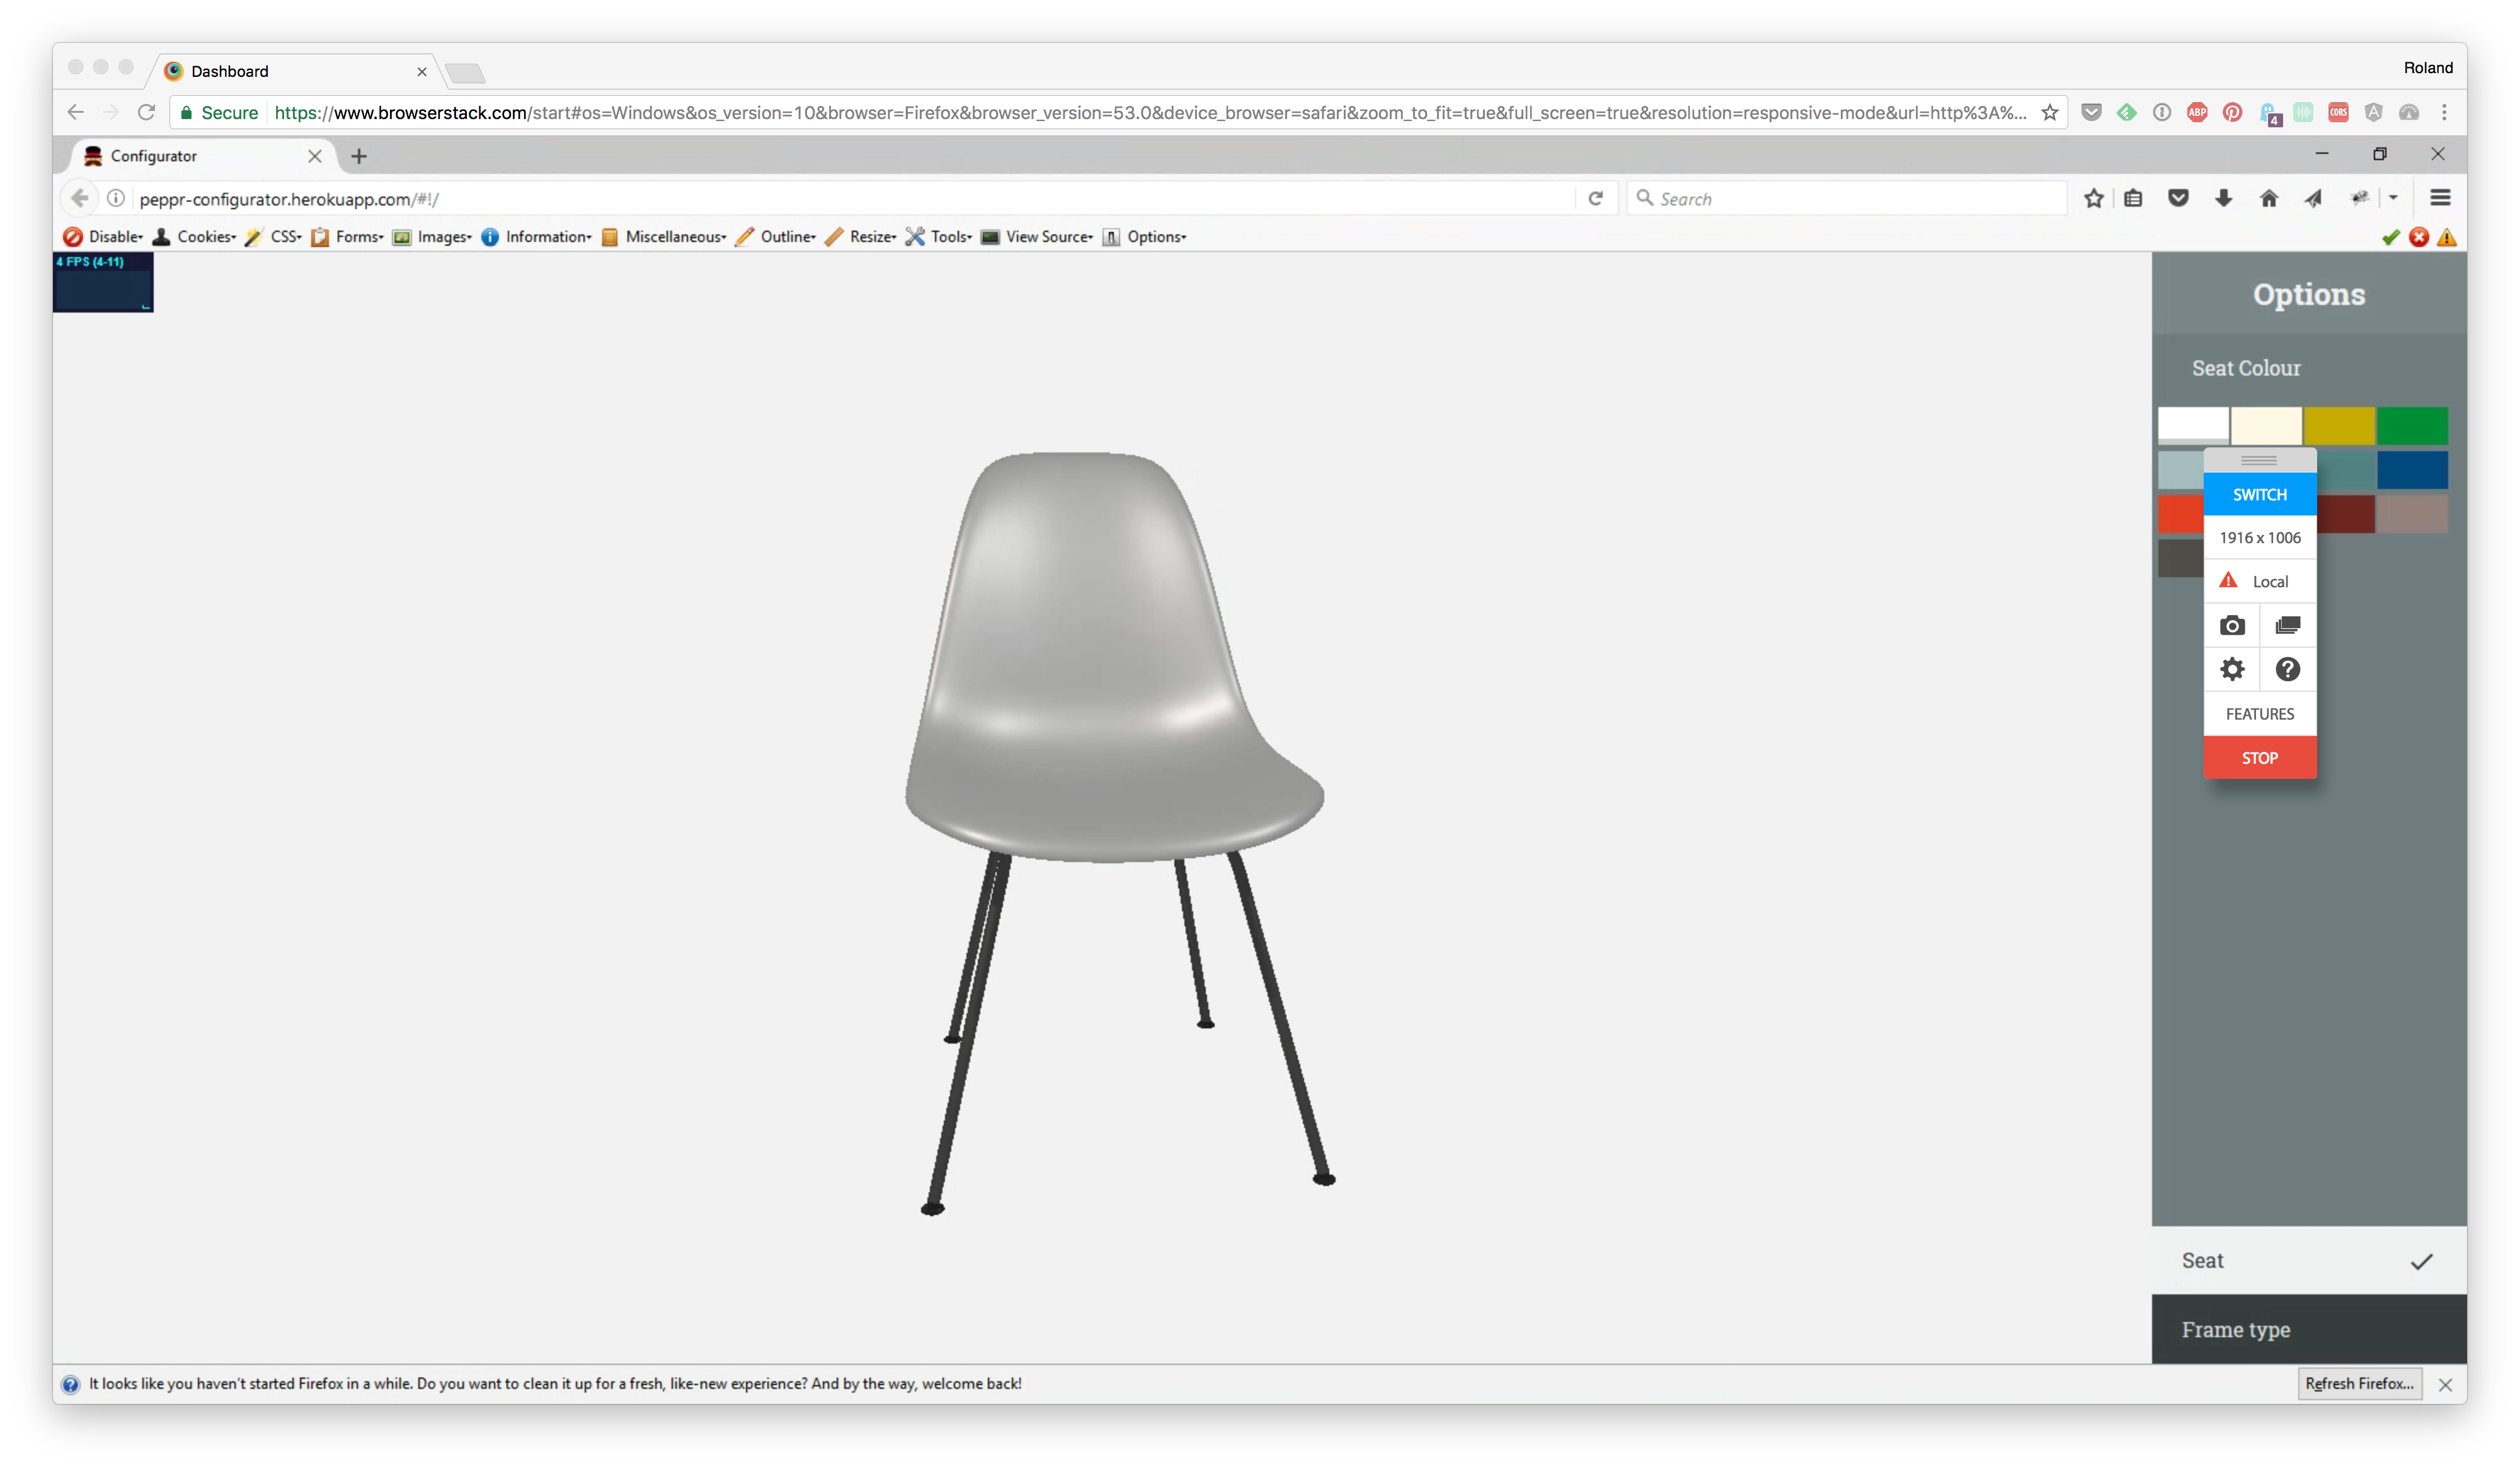 Dashboard
Roland
Secure https://www.browserstack.com/start#os=Windows&os_version=10&browser=Firefox&browser_version=53.0&device_browser=safari&zoom_to_fit=true&full_screen=true&resolution=responsive-mode&url=http%3A%...
ABP
4
CORS
Configurator
peppr-configurator.herokuapp.com/#!/
Search
Disable Cookies CSS Forms Images Information Miscellaneous Outline Resize Tools View Source Options
4 FPS (4-11)
Options
Seat Colour
SWITCH
1916 x 1006
Local
FEATURES
STOP
Seat
Frame type
It looks like you haven't started Firefox in a while. Do you want to clean it up for a fresh, like-new experience? And by the way, welcome back!
Refresh Firefox...